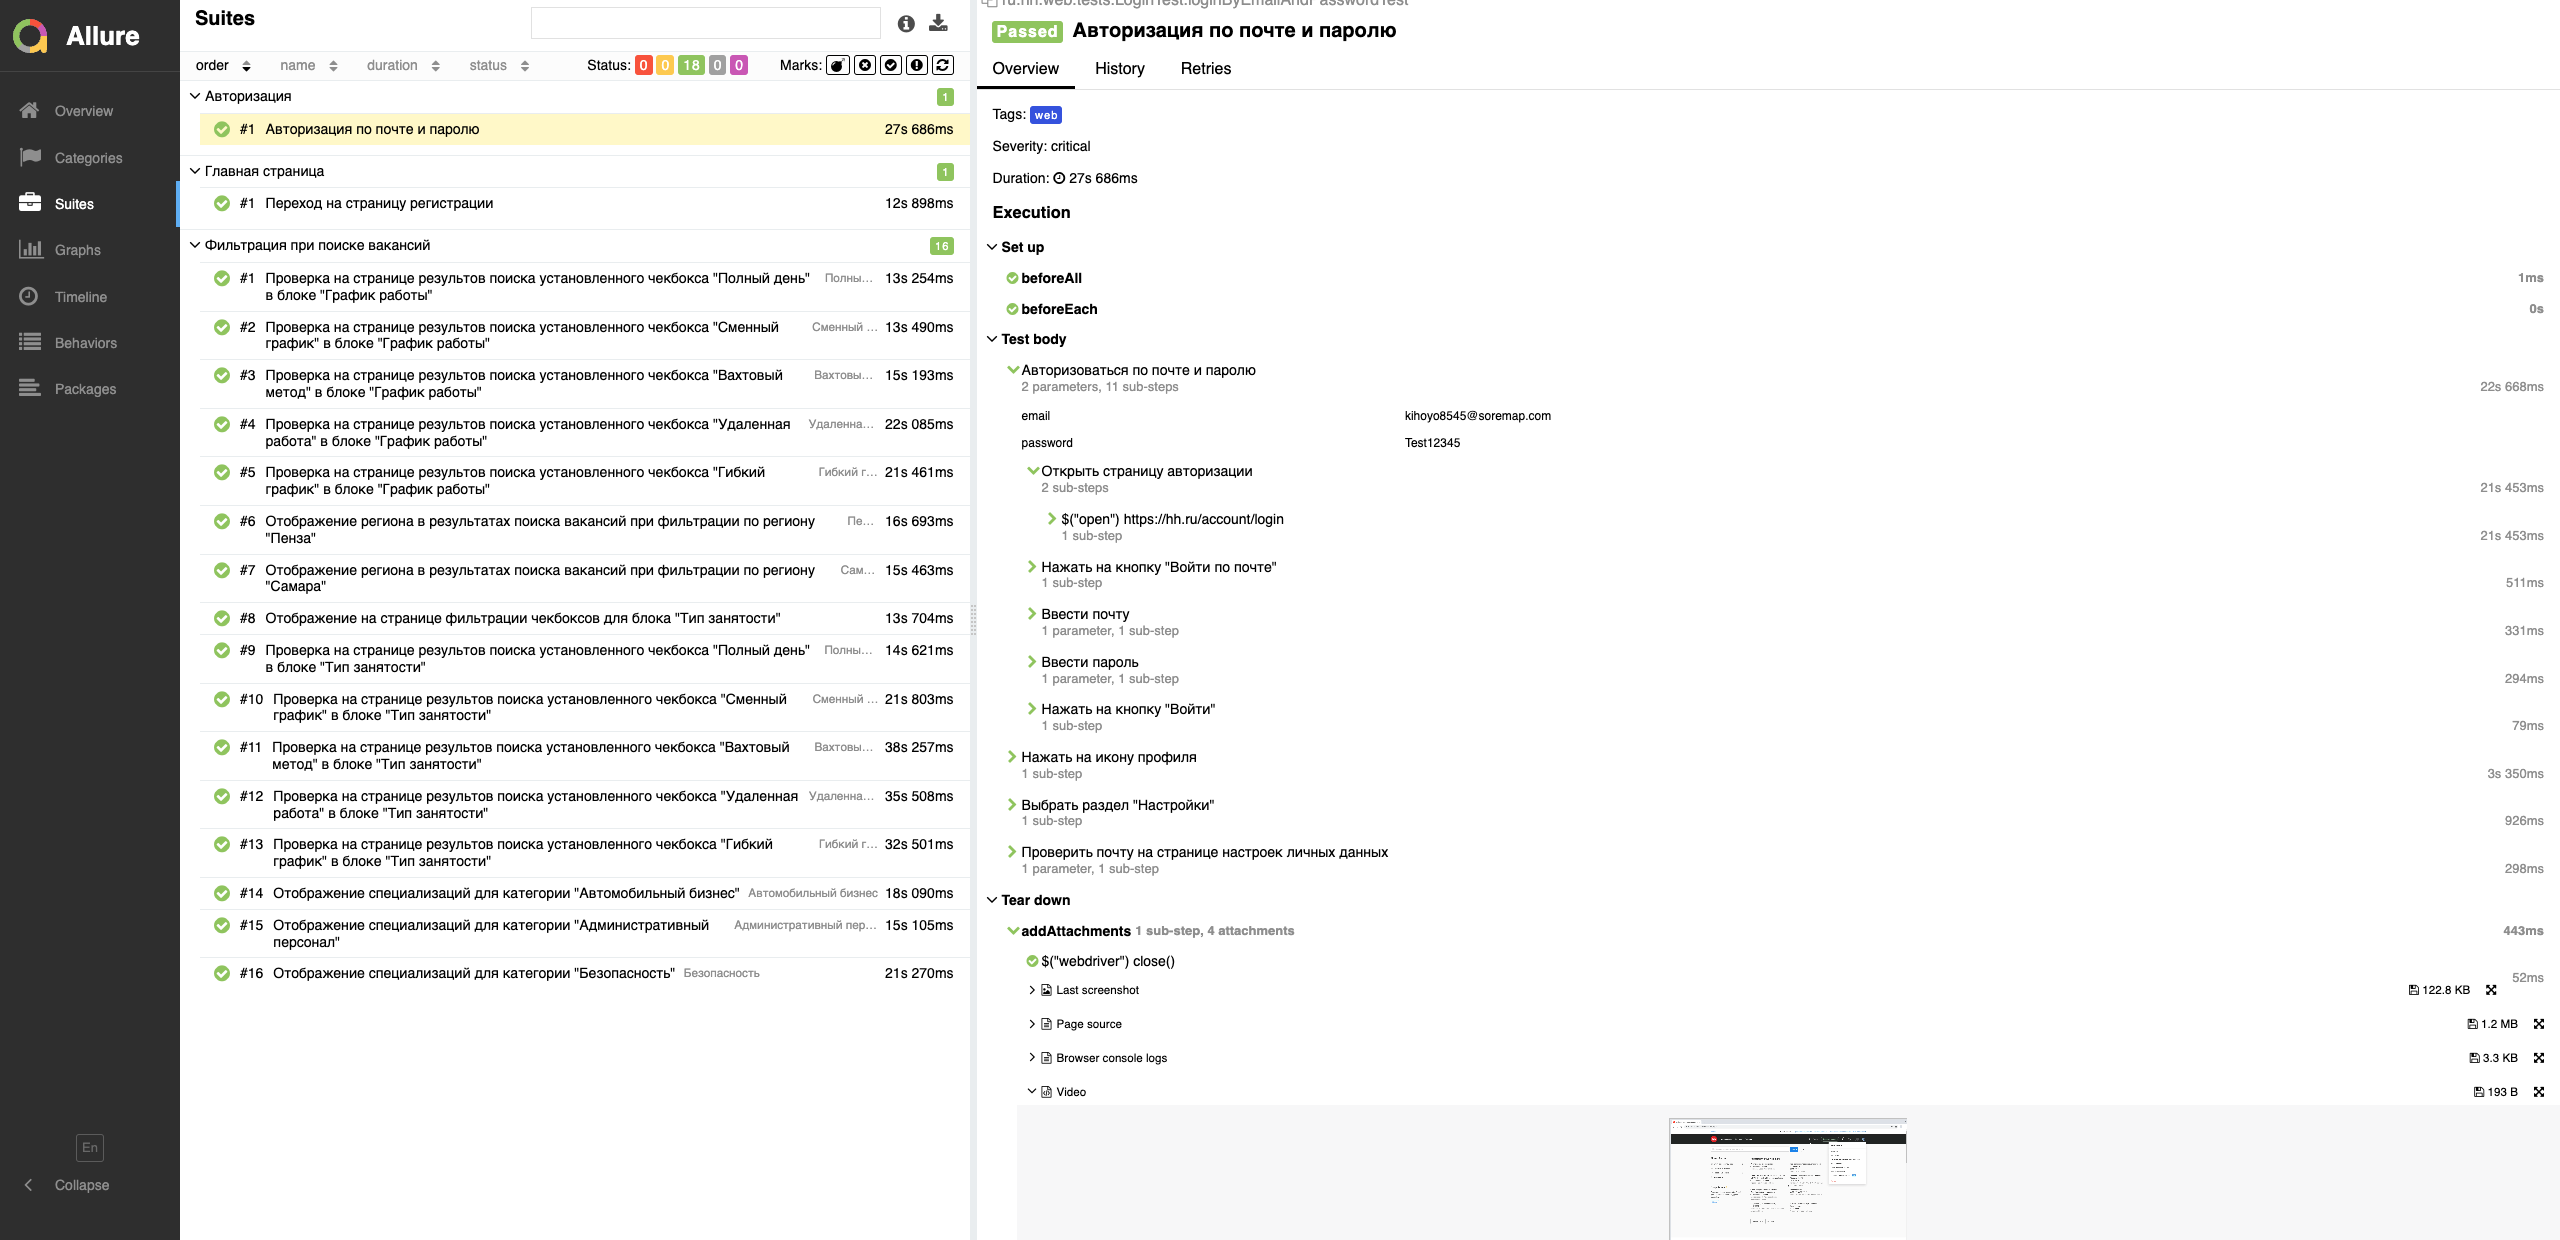 Allure
Overview
Categories
Suites
Graphs
Timeline
Behaviors
Packages
En
Collapse
Suites
order name duration status Status: 0 0 18 0 0 Marks:
Авторизация 1
#1 Авторизация по почте и паролю 27s 686ms
Главная страница 1
#1 Переход на страницу регистрации 12s 898ms
Фильтрация при поиске вакансий 16
#1 Проверка на странице результов поиска установленного чекбокса "Полный день" Полны... 13s 254ms
в блоке "График работы"
#2 Проверка на странице результов поиска установленного чекбокса "Сменный Сменный ... 13s 490ms
график" в блоке "График работы"
#3 Проверка на странице результов поиска установленного чекбокса "Вахтовый Вахтовы... 15s 193ms
метод" в блоке "График работы"
#4 Проверка на странице результов поиска установленного чекбокса "Удаленная Удаленна... 22s 085ms
работа" в блоке "График работы"
#5 Проверка на странице результов поиска установленного чекбокса "Гибкий Гибкий г... 21s 461ms
график" в блоке "График работы"
#6 Отображение региона в результатах поиска вакансий при фильтрации по региону Пе... 16s 693ms
"Пенза"
#7 Отображение региона в результатах поиска вакансий при фильтрации по региону Сам... 15s 463ms
"Самара"
#8 Отображение на странице фильтрации чекбоксов для блока "Тип занятости" 13s 704ms
#9 Проверка на странице результов поиска установленного чекбокса "Полный день" Полны... 14s 621ms
в блоке "Тип занятости"
#10 Проверка на странице результов поиска установленного чекбокса "Сменный Сменный ... 21s 803ms
график" в блоке "Тип занятости"
#11 Проверка на странице результов поиска установленного чекбокса "Вахтовый Вахтовы... 38s 257ms
метод" в блоке "Тип занятости"
#12 Проверка на странице результов поиска установленного чекбокса "Удаленная Удаленна... 35s 508ms
работа" в блоке "Тип занятости"
#13 Проверка на странице результов поиска установленного чекбокса "Гибкий Гибкий г... 32s 501ms
график" в блоке "Тип занятости"
#14 Отображение специализаций для категории "Автомобильный бизнес" Автомобильный бизнес 18s 090ms
#15 Отображение специализаций для категории "Административный Административный пер... 15s 105ms
персонал"
#16 Отображение специализаций для категории "Безопасность" Безопасность 21s 270ms
ru.hh.web.tests.LoginTest.loginByEmailAndPasswordTest
Passed Авторизация по почте и паролю
Overview History Retries
Tags: web
Severity: critical
Duration: 27s 686ms
Execution
Set up
beforeAll 1ms
beforeEach 0s
Test body
Авторизоваться по почте и паролю
2 parameters, 11 sub-steps 22s 668ms
email kihoyo8545@soremap.com
password Test12345
Открыть страницу авторизации
2 sub-steps 21s 453ms
$("open") https://hh.ru/account/login
1 sub-step 21s 453ms
Нажать на кнопку "Войти по почте"
1 sub-step 511ms
Ввести почту
1 parameter, 1 sub-step 331ms
Ввести пароль
1 parameter, 1 sub-step 294ms
Нажать на кнопку "Войти"
1 sub-step 79ms
Нажать на икону профиля
1 sub-step 3s 350ms
Выбрать раздел "Настройки"
1 sub-step 926ms
Проверить почту на странице настроек личных данных
1 parameter, 1 sub-step 298ms
Tear down
addAttachments 1 sub-step, 4 attachments 443ms
$("webdriver") close()
52ms
Last screenshot 122.8 KB
Page source 1.2 MB
Browser console logs 3.3 KB
Video 193 B